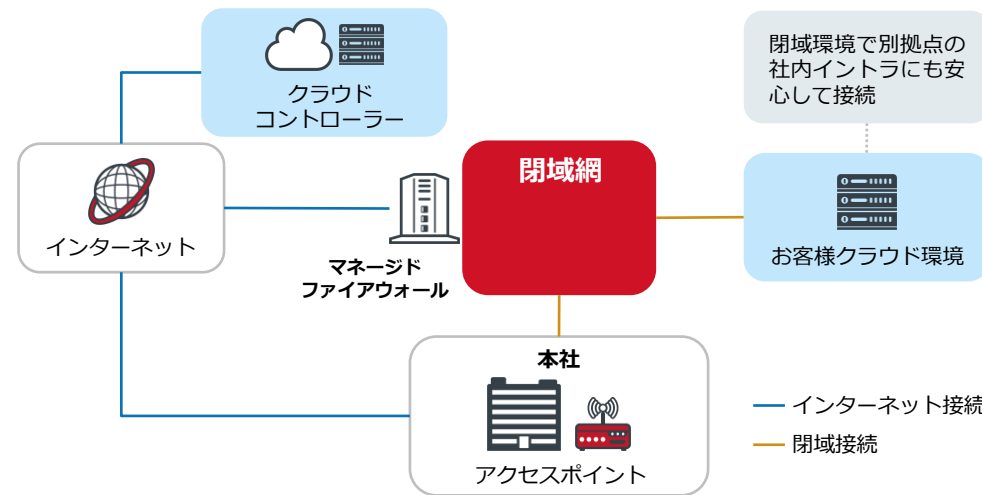 クラウド
コントローラー
閉域環境で別拠点の
社内イントラにも安
心して接続
閉域網
インターネット
マネージド
ファイアウォール
お客様クラウド環境
本社
アクセスポイント
インターネット接続
閉域接続